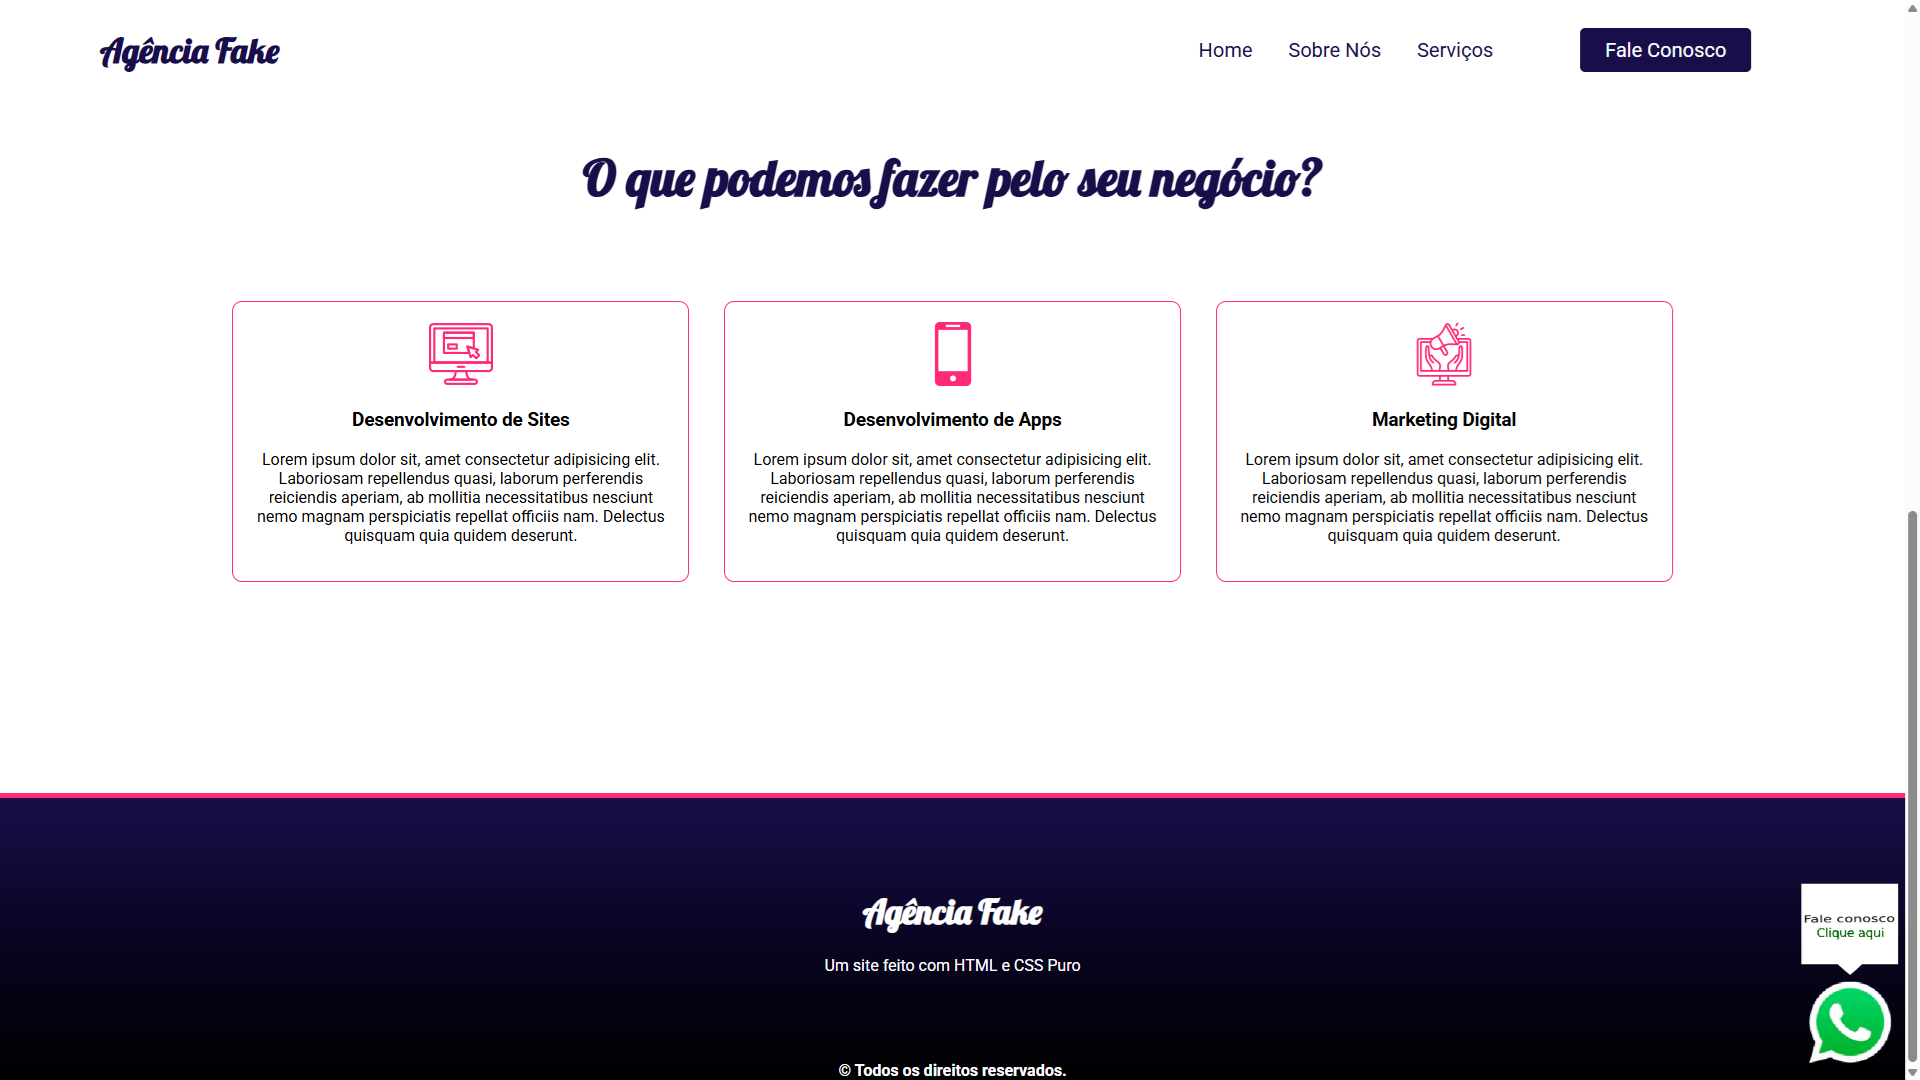 Agência Fake
Home
Sobre Nós
Serviços
Fale Conosco
O que podemos fazer pelo seu negócio?
Desenvolvimento de Sites
Lorem ipsum dolor sit, amet consectetur adipisicing elit.
Laboriosam repellendus quasi, laborum perferendis
reiciendis aperiam, ab mollitia necessitatibus nesciunt
nemo magnam perspiciatis repellat officiis nam. Delectus
quisquam quia quidem deserunt.
Desenvolvimento de Apps
Lorem ipsum dolor sit, amet consectetur adipisicing elit.
Laboriosam repellendus quasi, laborum perferendis
reiciendis aperiam, ab mollitia necessitatibus nesciunt
nemo magnam perspiciatis repellat officiis nam. Delectus
quisquam quia quidem deserunt.
Marketing Digital
Lorem ipsum dolor sit, amet consectetur adipisicing elit.
Laboriosam repellendus quasi, laborum perferendis
reiciendis aperiam, ab mollitia necessitatibus nesciunt
nemo magnam perspiciatis repellat officiis nam. Delectus
quisquam quia quidem deserunt.
Agência Fake
Um site feito com HTML e CSS Puro
© Todos os direitos reservados.
Fale conosco
Clique aqui